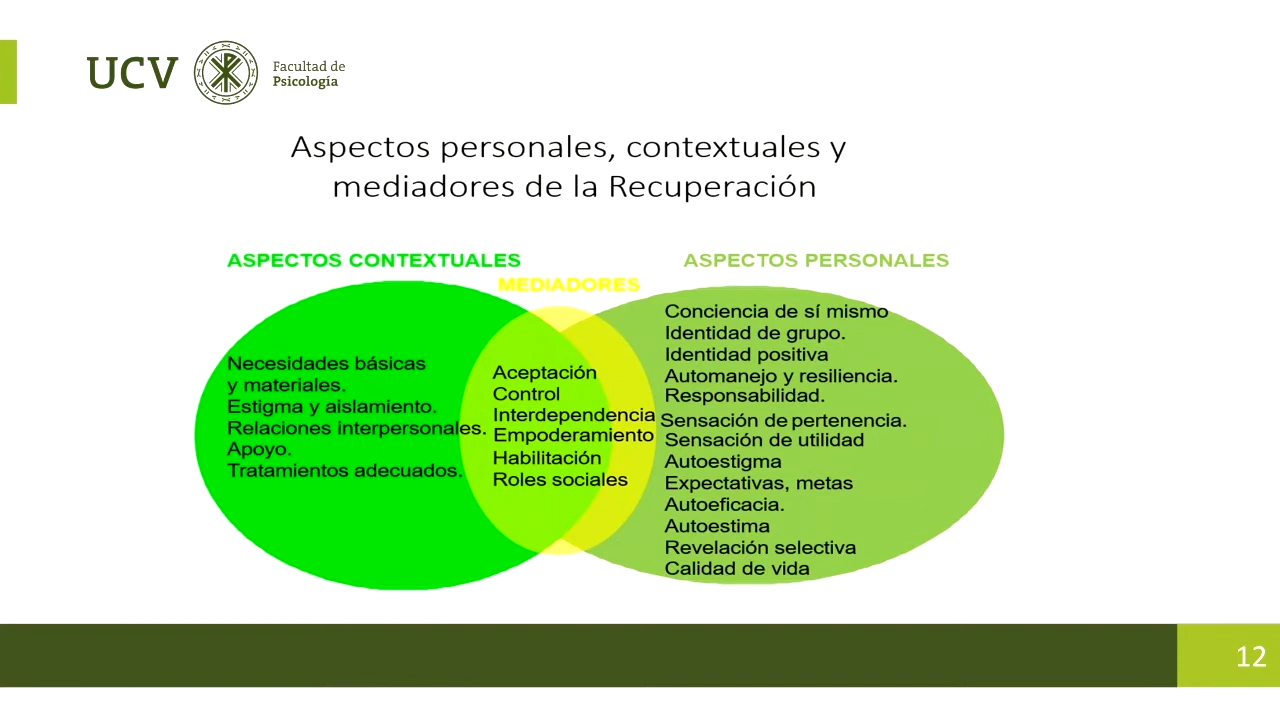 UCV
Facultad de
Psicología
Aspectos personales, contextuales y
mediadores de la Recuperación
ASPECTOS CONTEXTUALES
Necesidades básicas
y materiales.
Estigma y aislamiento.
Relaciones interpersonales.
Apoyo.
Tratamientos adecuados.
MEDIADORES
Aceptación
Control
Interdependencia
Empoderamiento
Habilitación
Roles sociales
ASPECTOS PERSONALES
Conciencia de sí mismo
Identidad de grupo.
Identidad positiva
Automanejo y resiliencia.
Responsabilidad.
Sensación de pertenencia.
Sensación de utilidad
Autoestigma
Expectativas, metas
Autoeficacia.
Autoestima
Revelación selectiva
Calidad de vida
12